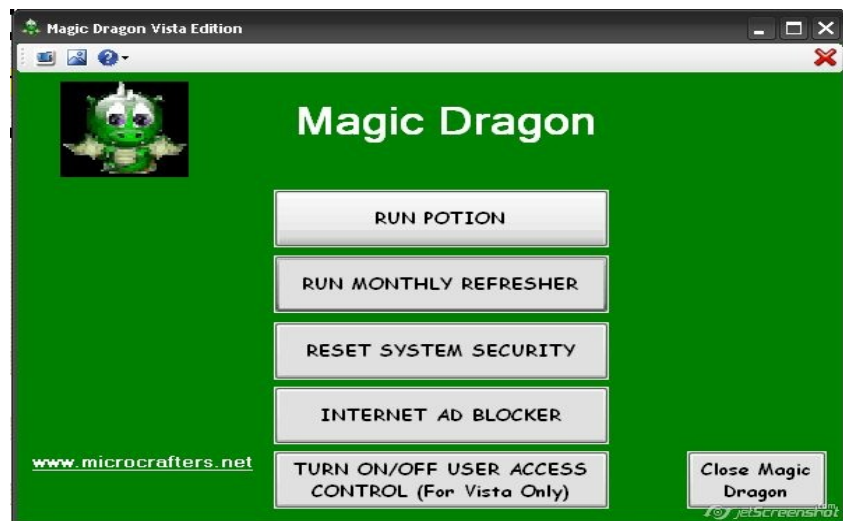 Magic Dragon Vista Edition
Magic Dragon
RUN POTION
RUN MONTHLY REFRESHER
RESET SYSTEM SECURITY
INTERNET AD BLOCKER
www.microcrafters.net
TURN ON/OFF USER ACCESS
CONTROL (For Vista Only)
Close Magic
Dragon
jetScreenshot